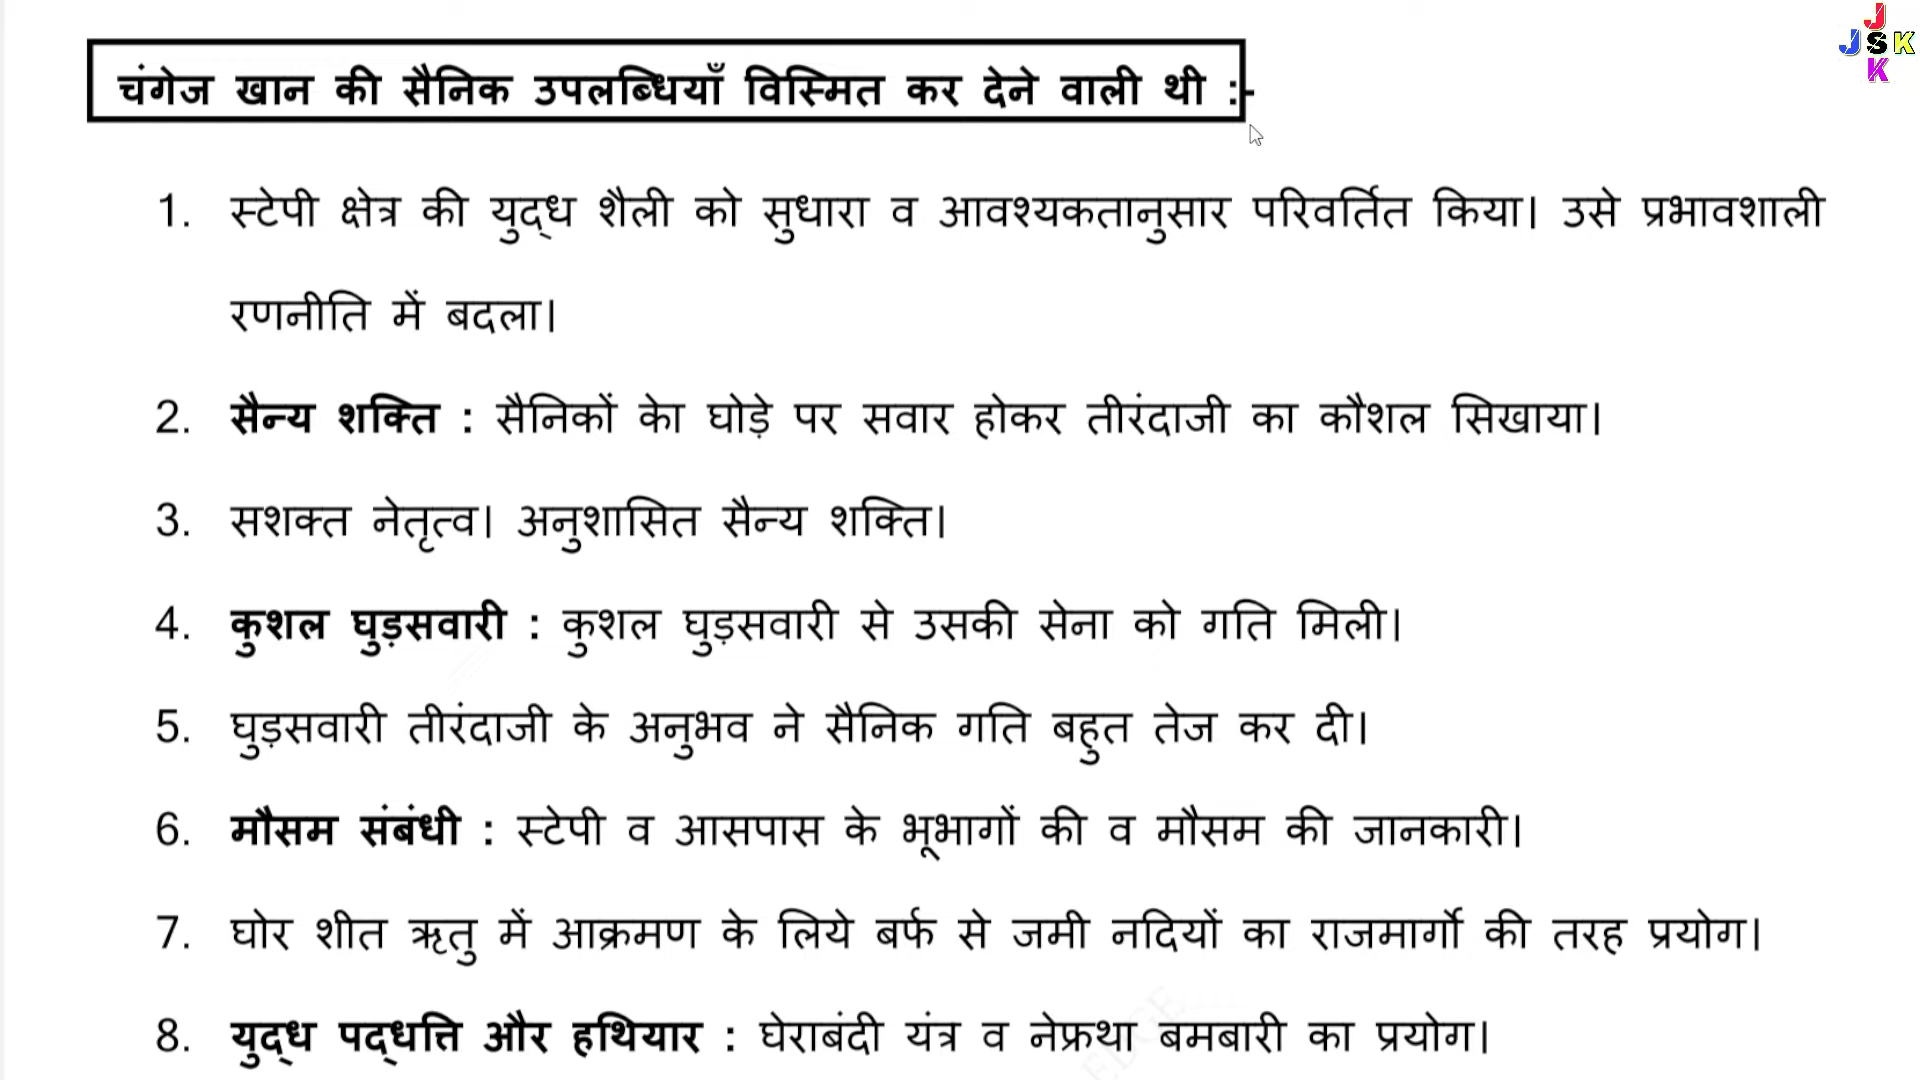 J
JSK
K
चंगेज खान की सैनिक उपलब्धियाँ विस्मित कर देने वाली थी :-
1. स्टेपी क्षेत्र की युद्ध शैली को सुधारा व आवश्यकतानुसार परिवर्तित किया। उसे प्रभावशाली
रणनीति में बदला।
2. सैन्य शक्ति : सैनिकों केा घोड़े पर सवार होकर तीरंदाजी का कौशल सिखाया।
3. सशक्त नेतृत्व। अनुशासित सैन्य शक्ति।
4. कुशल घुड़सवारी : कुशल घुड़सवारी से उसकी सेना को गति मिली।
5. घुड़सवारी तीरंदाजी के अनुभव ने सैनिक गति बहुत तेज कर दी।
6. मौसम संबंधी : स्टेपी व आसपास के भूभागों की व मौसम की जानकारी।
7. घोर शीत ऋतु में आक्रमण के लिये बर्फ से जमी नदियों का राजमार्गो की तरह प्रयोग।
8. युद्ध पद्धति और हथियार : घेराबंदी यंत्र व नेफ्रथा बमबारी का प्रयोग।